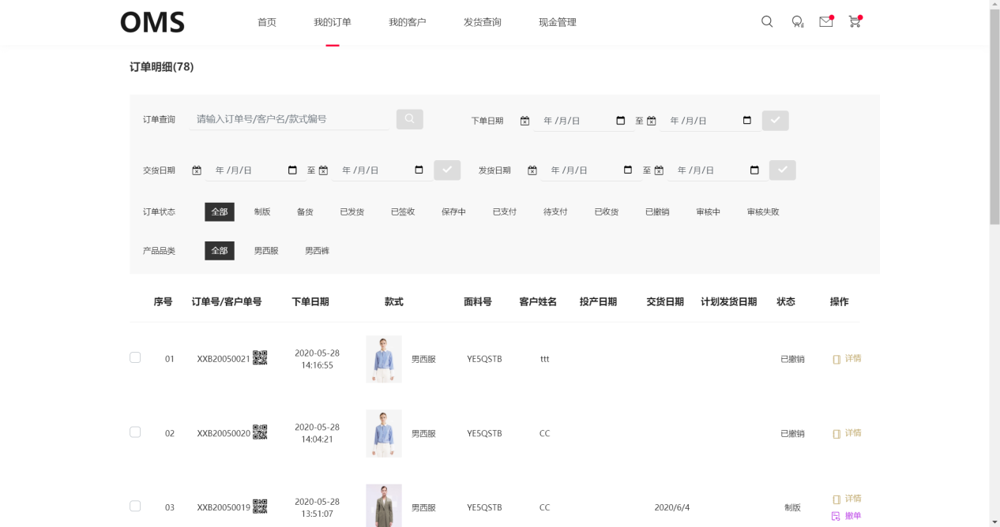 OMS 首页 我的订单 我的客户 发货查询 现金管理
订单明细(78)
订单查询 请输入订单号/客户名/款式编号 下单日期 年 /月/日 至 年 /月/日
交货日期 年 /月/日 至 年 /月/日 发货日期 年 /月/日 至 年 /月/日
订单状态 全部 制版 备货 已发货 已签收 保存中 已支付 待支付 已收货 已撤销 审核中 审核失败
产品品类 全部 男西服 男西裤
序号 订单号/客户单号 下单日期 款式 面料号 客户姓名 投产日期 交货日期 计划发货日期 状态 操作
01 XXB20050021 2020-05-28 14:16:55 男西服 YE5QSTB ttt 已撤销 详情
02 XXB20050020 2020-05-28 14:04:21 男西服 YE5QSTB CC 已撤销 详情
03 XXB20050019 2020-05-28 13:51:07 男西服 YE5QSTB CC 2020/6/4 制版 详情
撤单